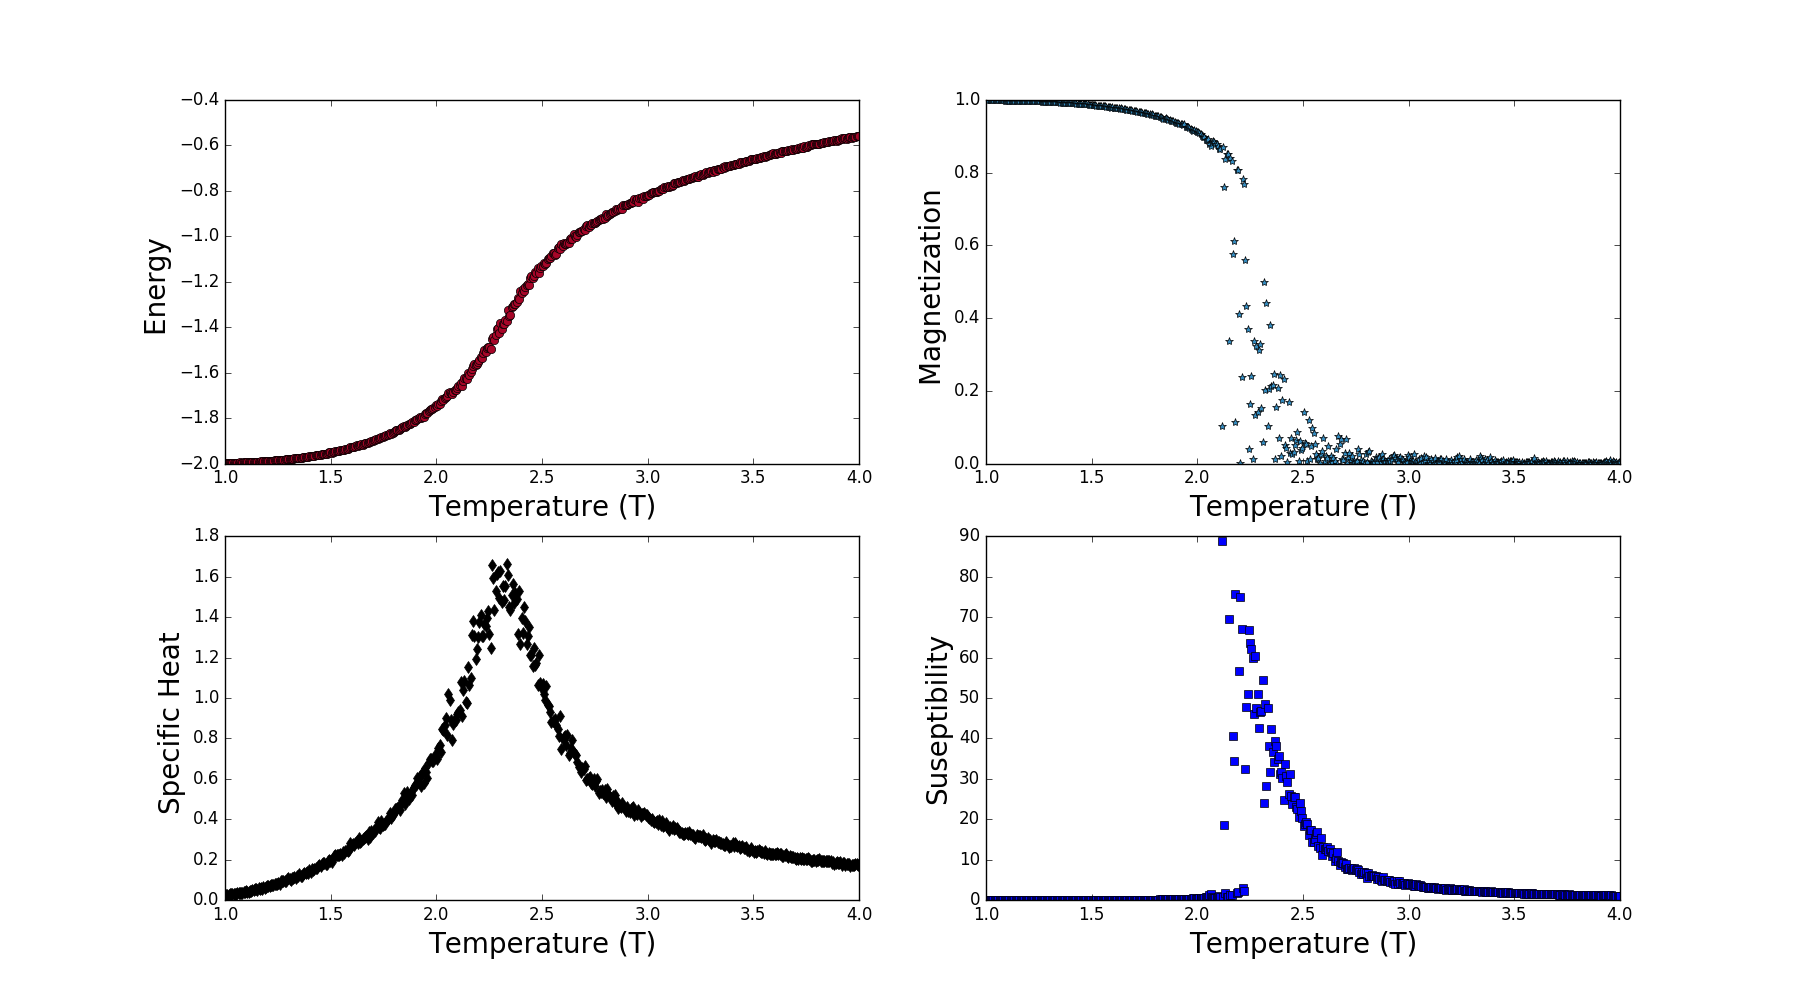 −0.4
−0.6
−0.8
−1.0
−1.2
−1.4
−1.6
−1.8
−2.0
Energy
1.0 1.5 2.0 2.5 3.0 3.5 4.0
Temperature (T)
1.0
0.8
0.6
0.4
0.2
0.0
Magnetization
1.0 1.5 2.0 2.5 3.0 3.5 4.0
Temperature (T)
1.8
1.6
1.4
1.2
1.0
0.8
0.6
0.4
0.2
0.0
Specific Heat
1.0 1.5 2.0 2.5 3.0 3.5 4.0
Temperature (T)
90
80
70
60
50
40
30
20
10
0
Suseptibility
1.0 1.5 2.0 2.5 3.0 3.5 4.0
Temperature (T)